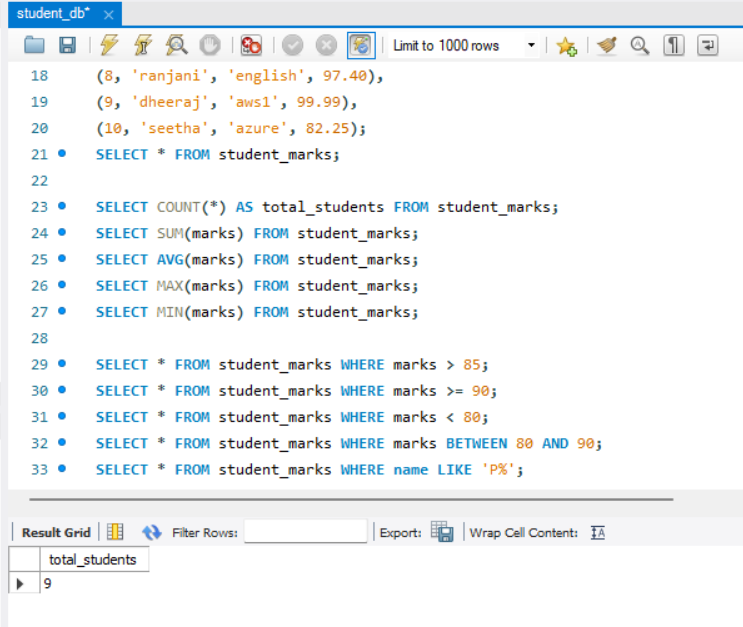 student_db*
Limit to 1000 rows
18 (8, 'ranjani', 'english', 97.40),
19 (9, 'dheeraj', 'aws1', 99.99),
20 (10, 'seetha', 'azure', 82.25);
21 SELECT * FROM student_marks;
22
23 SELECT COUNT(*) AS total_students FROM student_marks;
24 SELECT SUM(marks) FROM student_marks;
25 SELECT AVG(marks) FROM student_marks;
26 SELECT MAX(marks) FROM student_marks;
27 SELECT MIN(marks) FROM student_marks;
28
29 SELECT * FROM student_marks WHERE marks > 85;
30 SELECT * FROM student_marks WHERE marks >= 90;
31 SELECT * FROM student_marks WHERE marks < 80;
32 SELECT * FROM student_marks WHERE marks BETWEEN 80 AND 90;
33 SELECT * FROM student_marks WHERE name LIKE 'P%';
Result Grid Filter Rows: Export: Wrap Cell Content:
total_students
9